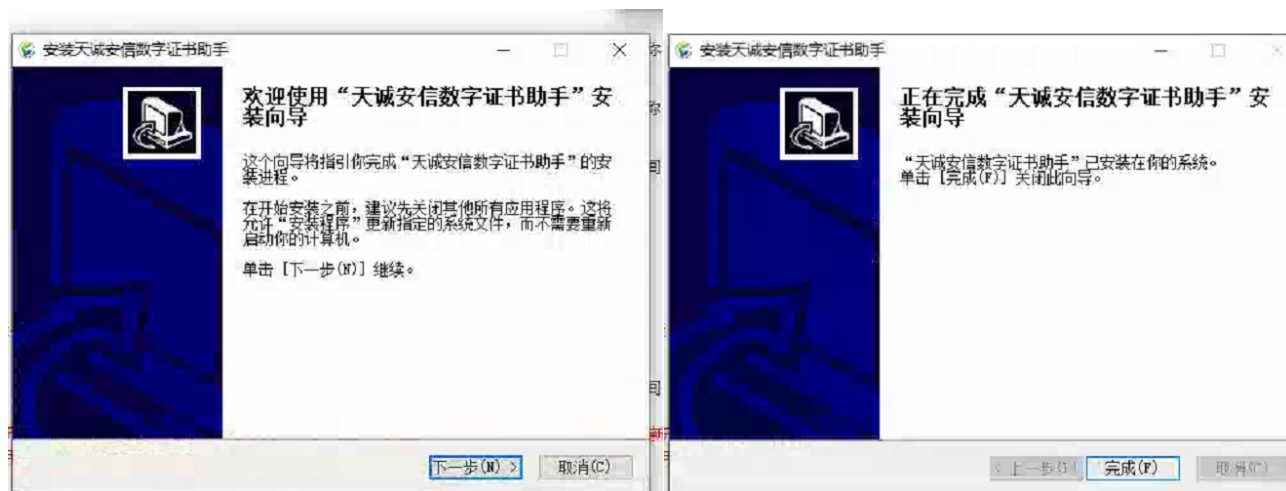 安装天诚安信数字证书助手
欢迎使用“天诚安信数字证书助手”安
装向导
这个向导将指引你完成“天诚安信数字证书助手”的安
装进程。
在开始安装之前，建议先关闭其他所有应用程序。这将
允许“安装程序”更新指定的系统文件，而不需要重新
启动你的计算机。
单击 [下一步(N)] 继续。
下一步(N) >
取消(C)
安装天诚安信数字证书助手
正在完成“天诚安信数字证书助手”安
装向导
“天诚安信数字证书助手”已安装在你的系统。
单击 [完成(F)] 关闭此向导。
< 上一步(P)
完成(F)
取消(C)